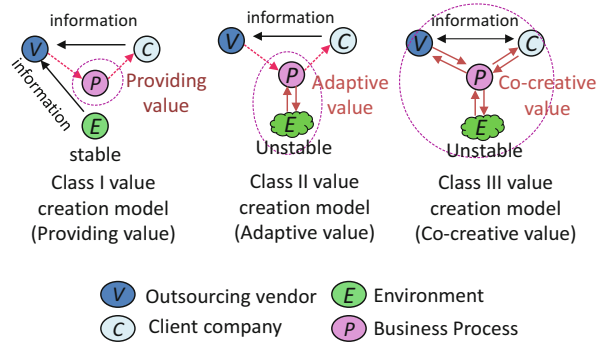 information
V
C
P
Providing
value
information
E
stable
Class I value
creation model
(Providing value)
information
V
C
P
Adaptive
value
E
Unstable
Class II value
creation model
(Adaptive value)
information
V
C
P
Co-creative
value
E
Unstable
Class III value
creation model
(Co-creative value)
V Outsourcing vendor
E Environment
C Client company
P Business Process